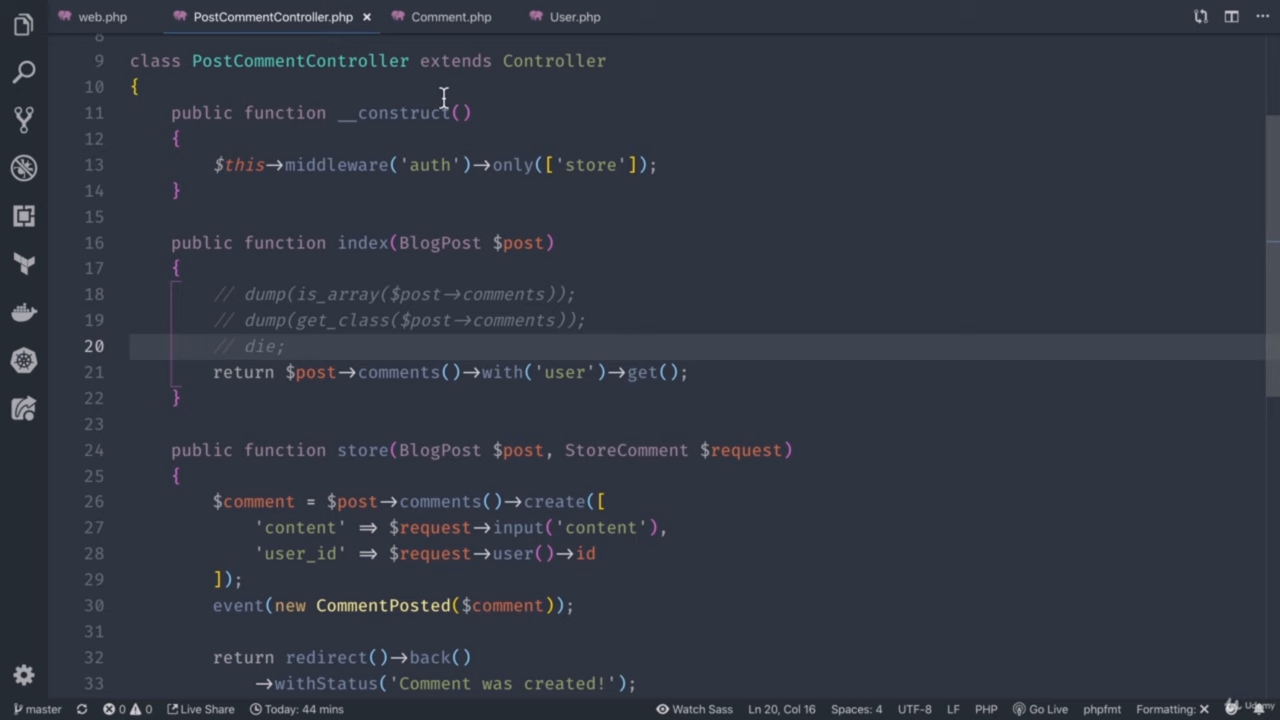 web.php PostCommentController.php × Comment.php User.php
8
9 class PostCommentController extends Controller
10 {
11 public function __construct()
12 {
13 $this->middleware('auth')->only(['store']);
14 }
15
16 public function index(BlogPost $post)
17 {
18 // dump(is_array($post->comments));
19 // dump(get_class($post->comments));
20 // die;
21 return $post->comments()->with('user')->get();
22 }
23
24 public function store(BlogPost $post, StoreComment $request)
25 {
26 $comment = $post->comments()->create([
27 'content' => $request->input('content'),
28 'user_id' => $request->user()->id
29 ]);
30 event(new CommentPosted($comment));
31
32 return redirect()->back()
33 ->withStatus('Comment was created!');
master 0 0 Live Share Today: 44 mins Watch Sass Ln 20, Col 16 Spaces: 4 UTF-8 LF PHP Go Live phpfmt Formatting: × Udemy